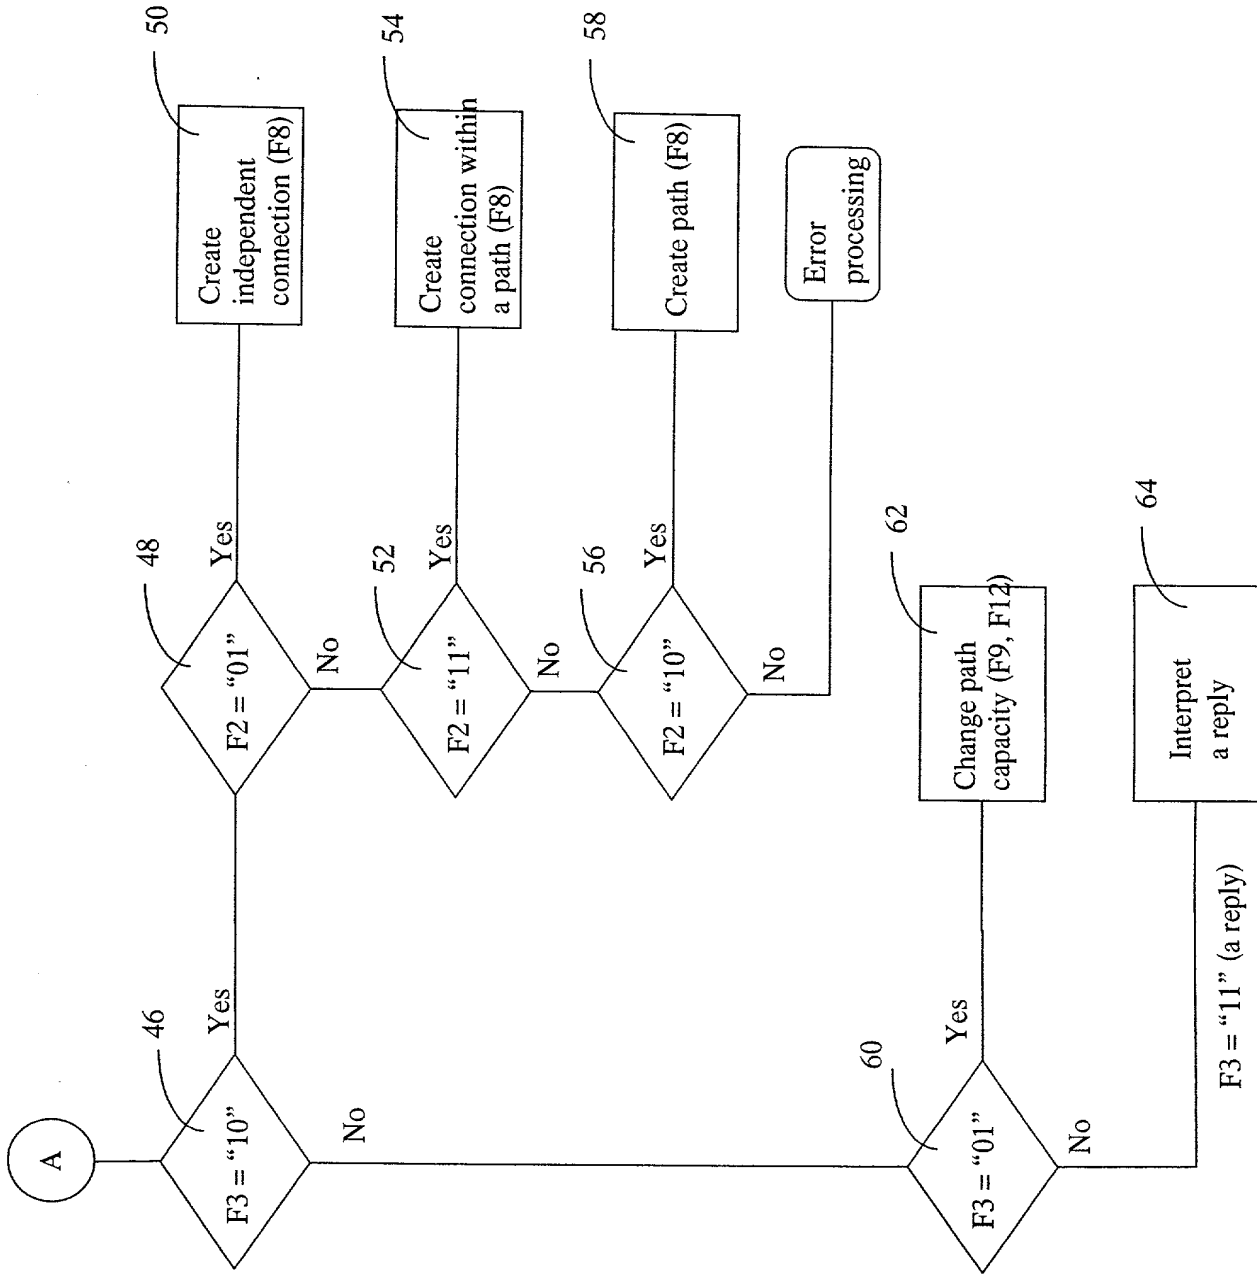 A
46
F3 = “10”
Yes
No
48
F2 = “01”
Yes
No
50
Create
independent
connection (F8)
52
F2 = “11”
Yes
No
54
Create
connection within
a path (F8)
56
F2 = “10”
Yes
No
58
Create path (F8)
Error
processing
60
F3 = “01”
Yes
No
62
Change path
capacity (F9, F12)
F3 = “11” (a reply)
64
Interpret
a reply